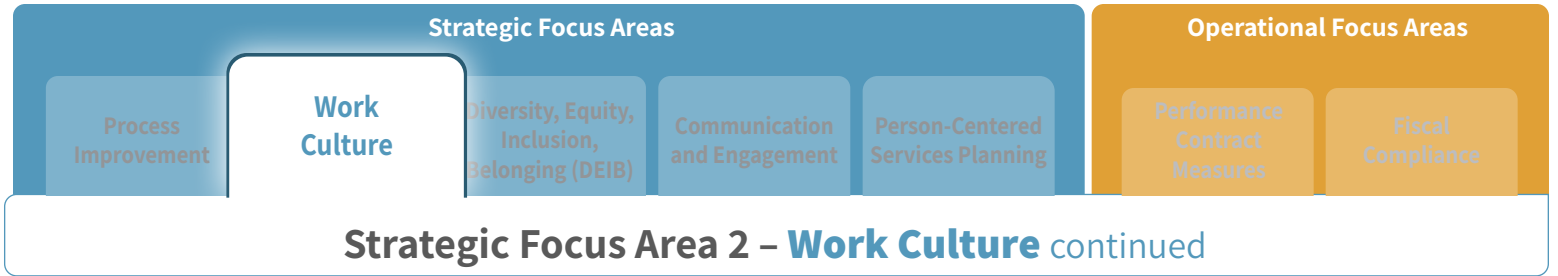 Strategic Focus Areas
Operational Focus Areas
Process
Improvement
Work
Culture
Diversity, Equity,
Inclusion,
Belonging (DEIB)
Communication
and Engagement
Person-Centered
Services Planning
Performance
Contract
Measures
Fiscal
Compliance
Strategic Focus Area 2 – Work Culture continued